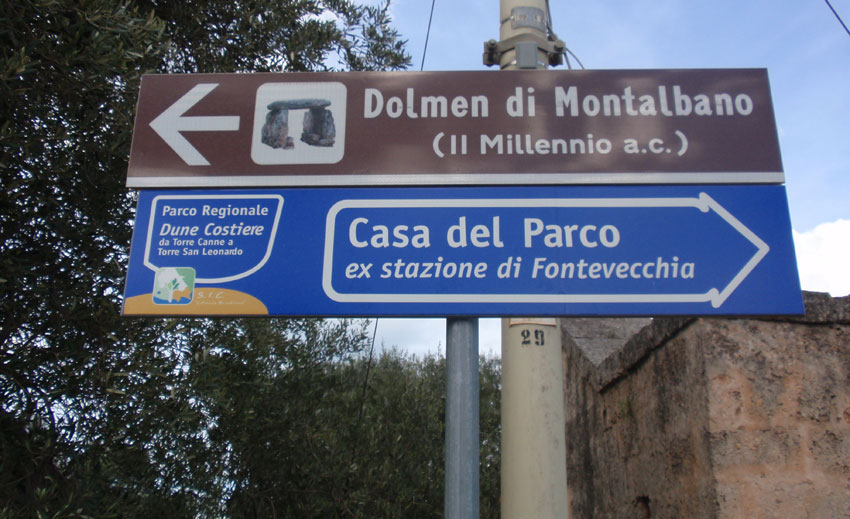 Dolmen di Montalbano
(II Millennio a.c.)
Parco Regionale
Dune Costiere
da Torre Canne a
Torre San Leonardo
S.I.C.
Casa del Parco
ex stazione di Fontevecchia
29